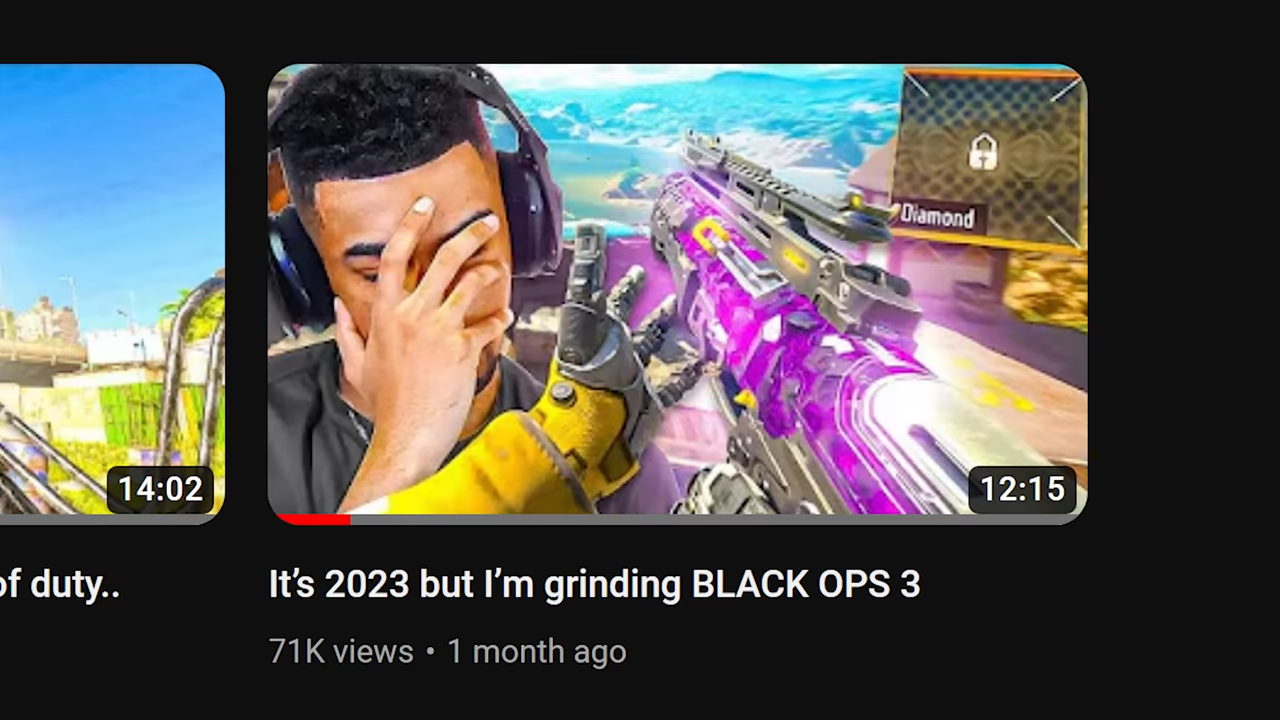 Diamond
14:02
12:15
of duty..
It’s 2023 but I’m grinding BLACK OPS 3
71K views • 1 month ago